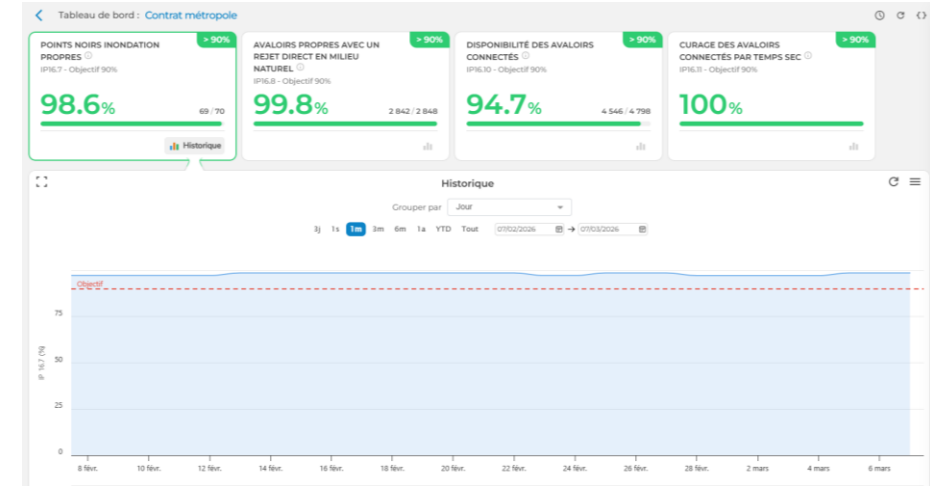 Tableau de bord : Contrat métropole
POINTS NOIRS INONDATION
PROPRES
> 90%
IP16.7 - Objectif 90%
98.6%
69 / 70
Historique
AVALOIRS PROPRES AVEC UN
REJET DIRECT EN MILIEU
NATUREL
> 90%
IP16.8 - Objectif 90%
99.8%
2 842 / 2 848
DISPONIBILITÉ DES AVALOIRS
CONNECTÉS
> 90%
IP16.10 - Objectif 90%
94.7%
4 546 / 4 798
CURAGE DES AVALOIRS
CONNECTÉS PAR TEMPS SEC
> 90%
IP16.11 - Objectif 90%
100%
Historique
Grouper par Jour
3j 1s 1m 3m 6m 1a YTD Tout 07/02/2026 → 07/03/2026
Objectif
75
50
25
0
IP 16.7 (%)
8 févr. 10 févr. 12 févr. 14 févr. 16 févr. 18 févr. 20 févr. 22 févr. 24 févr. 26 févr. 28 févr. 2 mars 4 mars 6 mars